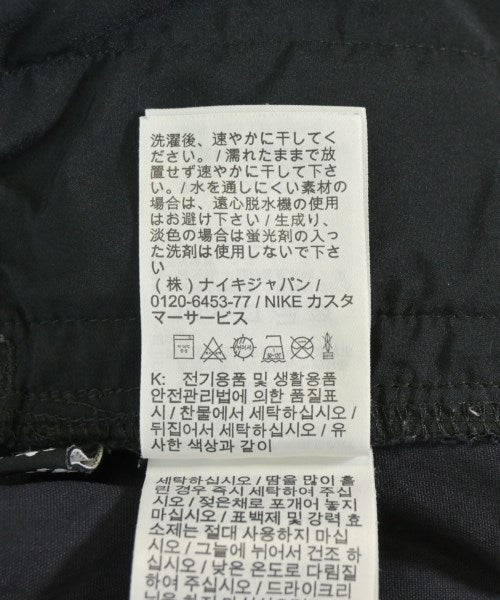 洗濯後、速やかに干してく
ださい。/ 濡れたままで放
置せず速やかに干して下さ
い。/ 水を通しにくい素材の
場合は、遠心脱水機の使用
はお避け下さい / 生成り、
淡色の場合は蛍光剤の入っ
た洗剤は使用しないで下さ
い
(株) ナイキジャパン /
0120-6453-77 / NIKE カスタ
マーサービス
K: 전기용품 및 생활용품
안전관리법에 의한 품질표
시 / 찬물에서 세탁하십시오 /
뒤집어서 세탁하십시오 / 유
사한 색상과 같이
세탁하십시오 / 땀을 많이 흘
린 경우 즉시 세탁하여 주십
시오 / 젖은채로 포개어 놓지
마십시오 / 표백제 및 강력 효
소제는 절대 사용하지 마십
시오 / 그늘에 뉘어서 건조 하
십시오 / 낮은 온도로 다림질
하여 주십시오 / 드라이크리